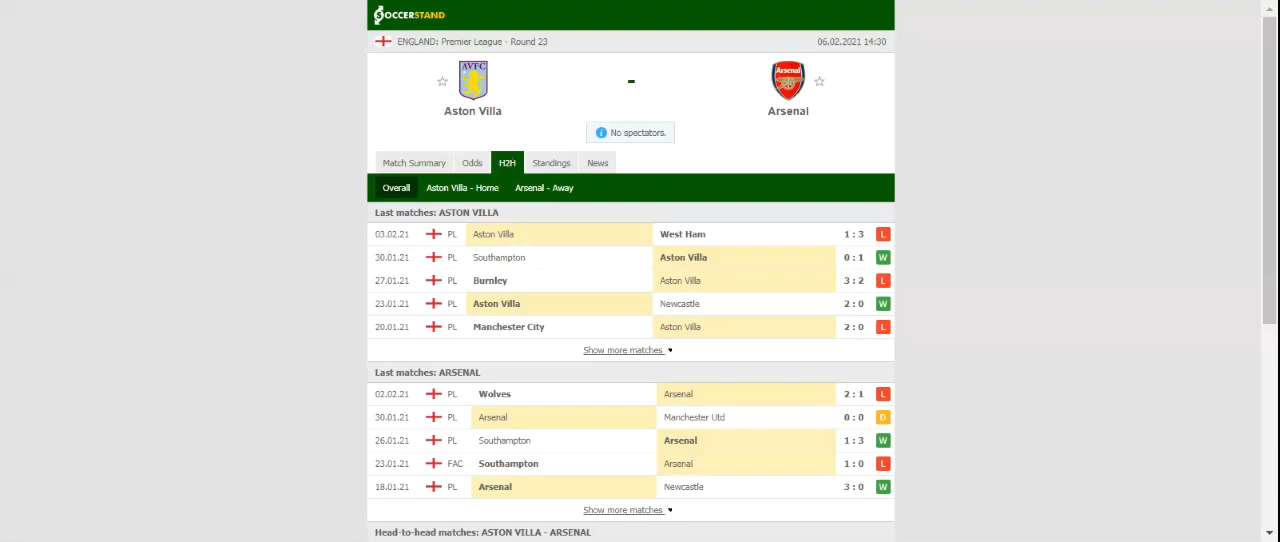 SOCCERSTAND
ENGLAND: Premier League - Round 23 06.02.2021 14:30
AVFC Arsenal
-
Aston Villa Arsenal
No spectators.
Match Summary Odds H2H Standings News
Overall Aston Villa - Home Arsenal - Away
Last matches: ASTON VILLA
03.02.21 PL Aston Villa West Ham 1 : 3 L
30.01.21 PL Southampton Aston Villa 0 : 1 W
27.01.21 PL Burnley Aston Villa 3 : 2 L
23.01.21 PL Aston Villa Newcastle 2 : 0 W
20.01.21 PL Manchester City Aston Villa 2 : 0 L
Show more matches
Last matches: ARSENAL
02.02.21 PL Wolves Arsenal 2 : 1 L
30.01.21 PL Arsenal Manchester Utd 0 : 0 D
26.01.21 PL Southampton Arsenal 1 : 3 W
23.01.21 FAC Southampton Arsenal 1 : 0 L
18.01.21 PL Arsenal Newcastle 3 : 0 W
Show more matches
Head-to-head matches: ASTON VILLA - ARSENAL